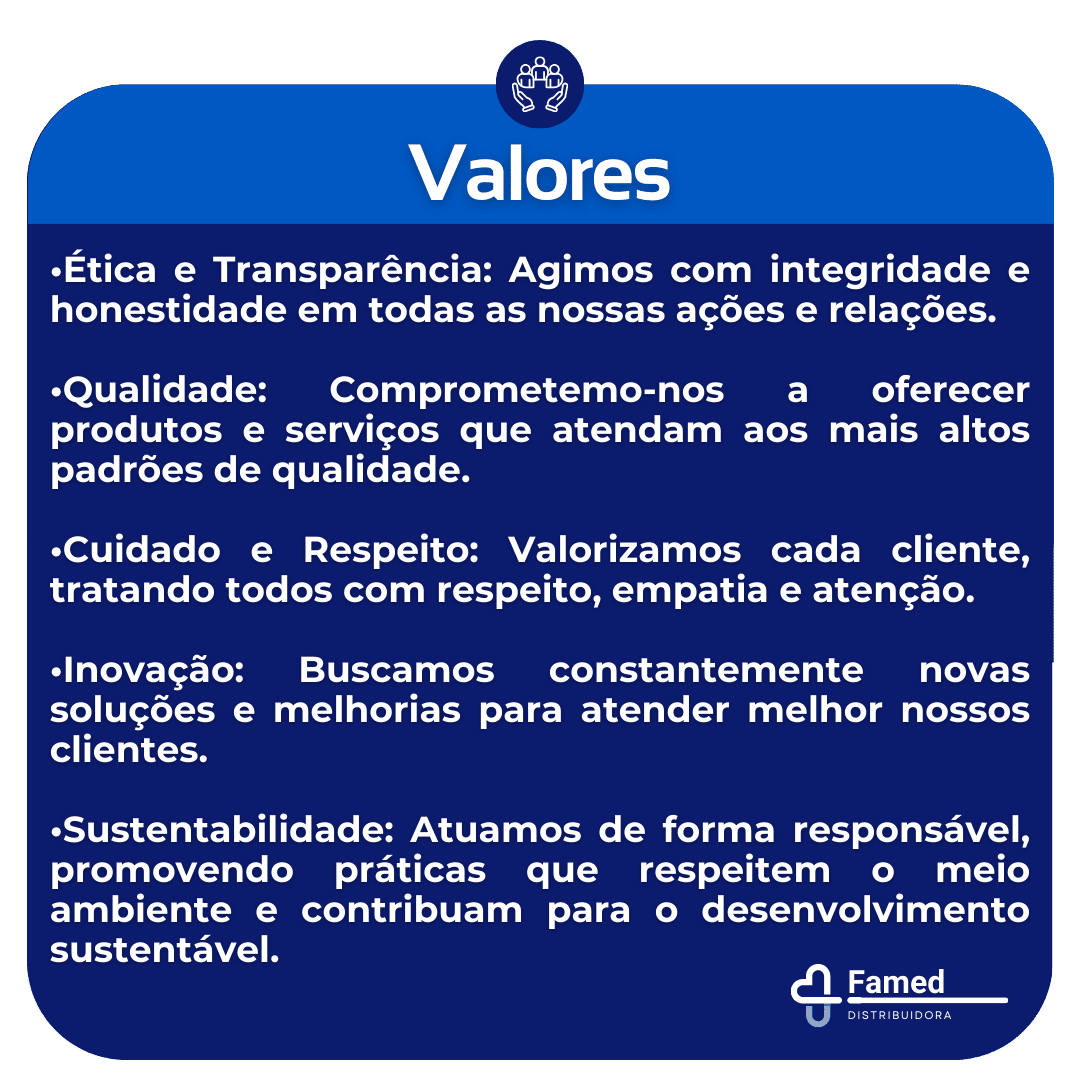 Valores
•Ética e Transparência: Agimos com integridade e
honestidade em todas as nossas ações e relações.
•Qualidade: Comprometemo-nos a oferecer
produtos e serviços que atendam aos mais altos
padrões de qualidade.
•Cuidado e Respeito: Valorizamos cada cliente,
tratando todos com respeito, empatia e atenção.
•Inovação: Buscamos constantemente novas
soluções e melhorias para atender melhor nossos
clientes.
•Sustentabilidade: Atuamos de forma responsável,
promovendo práticas que respeitem o meio
ambiente e contribuam para o desenvolvimento
sustentável.
Famed
DISTRIBUIDORA